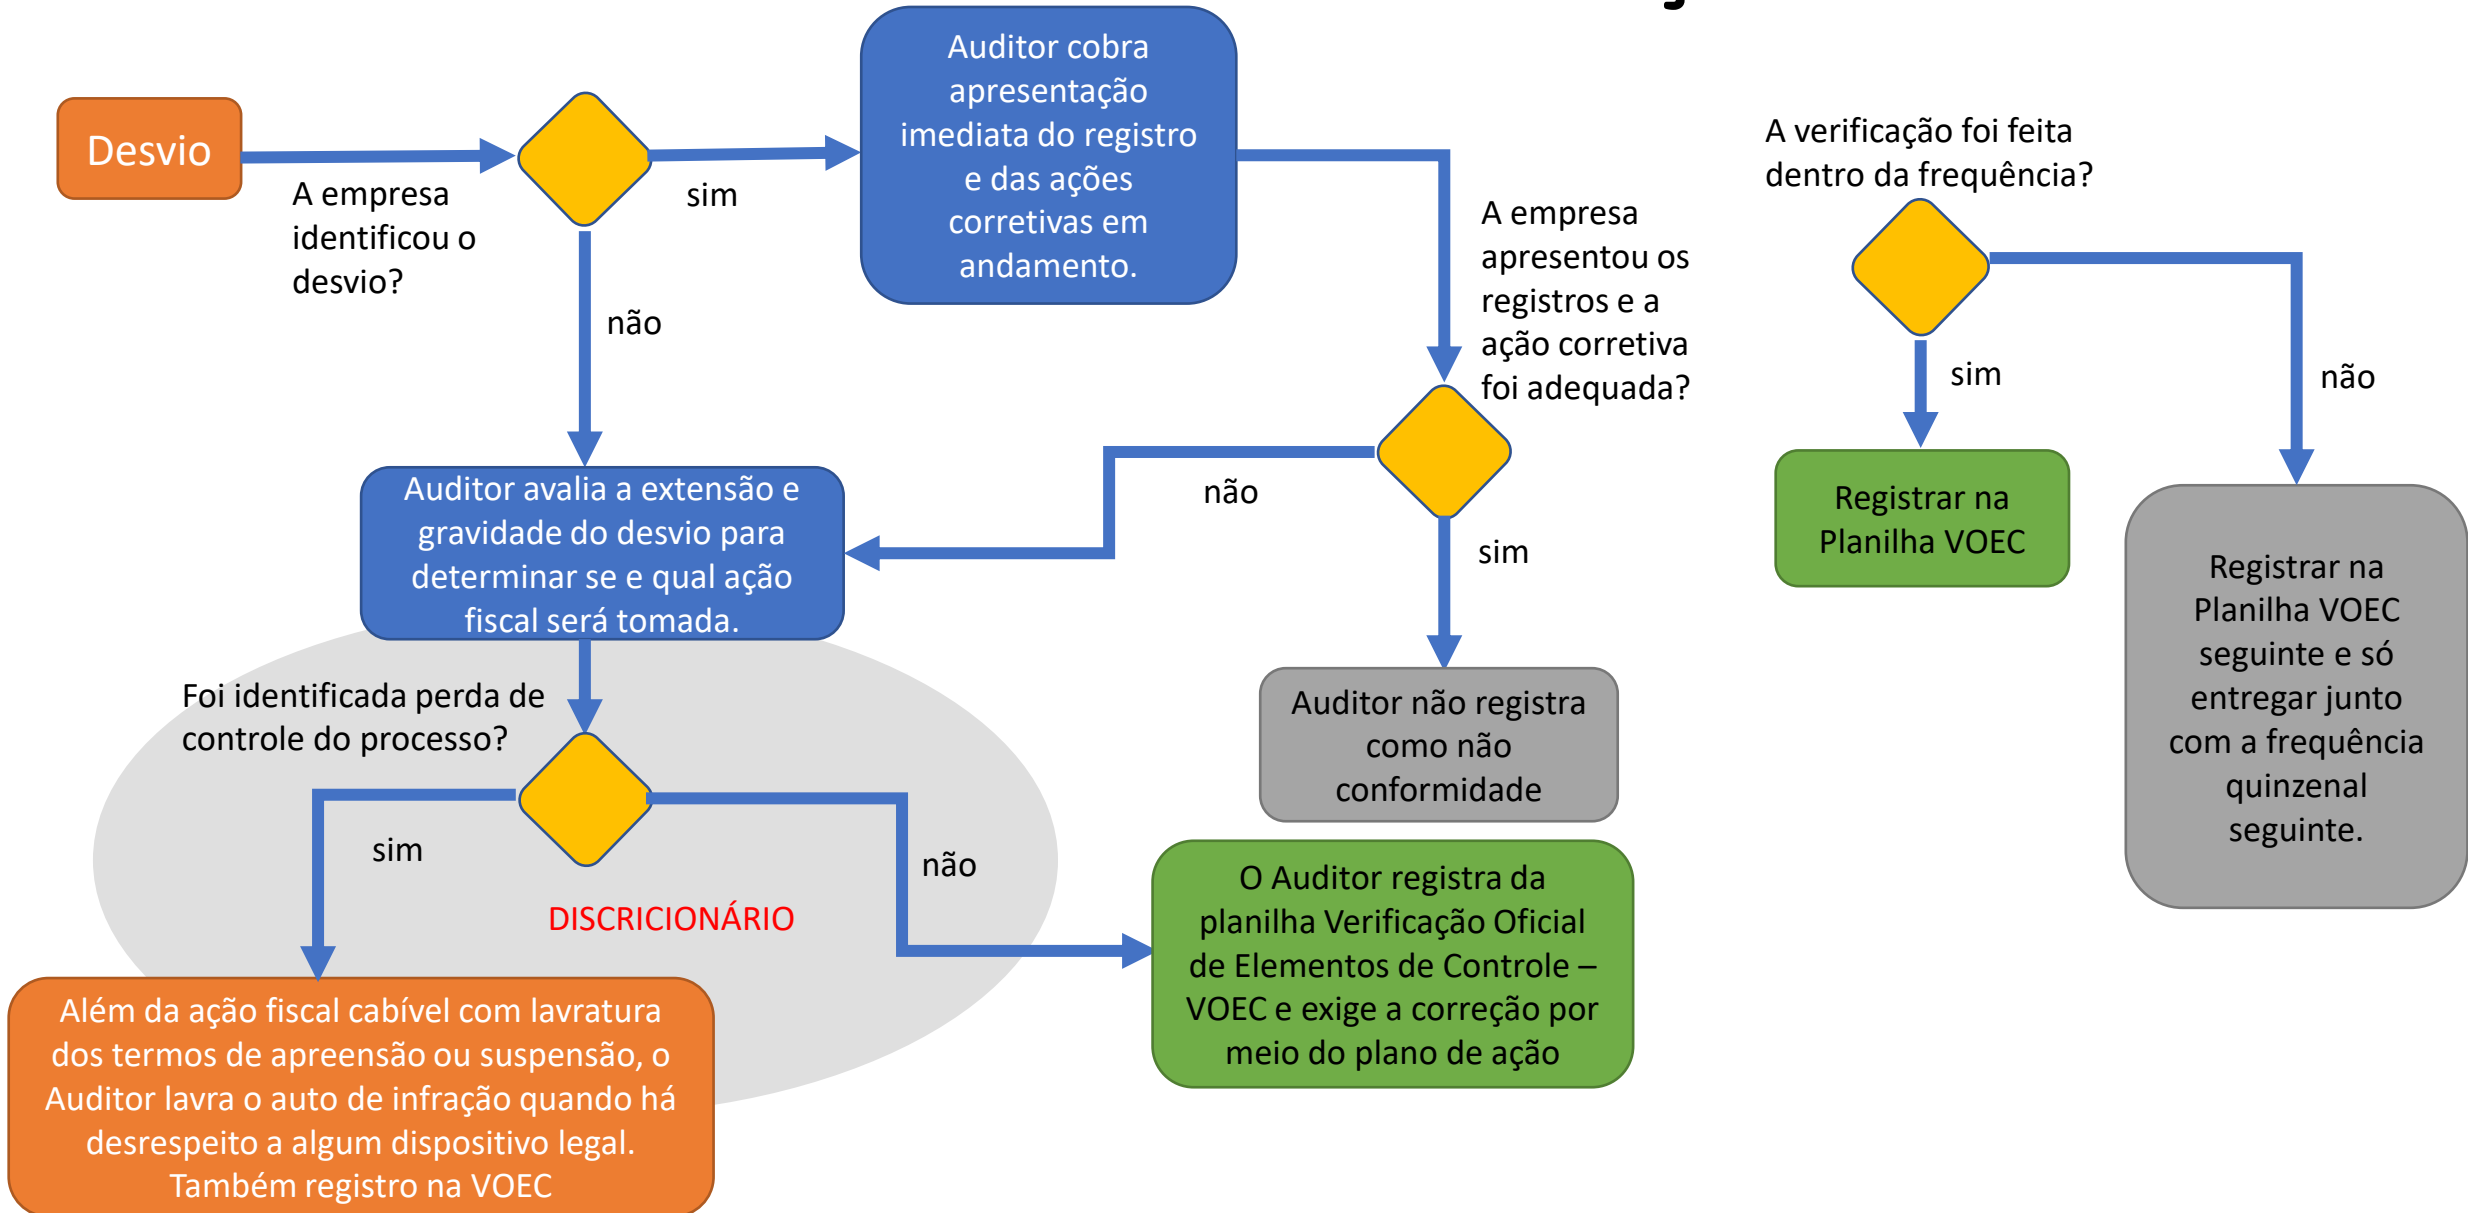 Desvio
A empresa
identificou o
desvio?
sim
não
Auditor cobra
apresentação
imediata do registro
e das ações
corretivas em
andamento.
A empresa
apresentou os
registros e a
ação corretiva
foi adequada?
não
sim
Auditor avalia a extensão e
gravidade do desvio para
determinar se e qual ação
fiscal será tomada.
Auditor não registra
como não
conformidade
Foi identificada perda de
controle do processo?
sim
não
DISCRICIONÁRIO
Além da ação fiscal cabível com lavratura
dos termos de apreensão ou suspensão, o
Auditor lavra o auto de infração quando há
desrespeito a algum dispositivo legal.
Também registro na VOEC
O Auditor registra da
planilha Verificação Oficial
de Elementos de Controle –
VOEC e exige a correção por
meio do plano de ação
A verificação foi feita
dentro da frequência?
sim
não
Registrar na
Planilha VOEC
Registrar na
Planilha VOEC
seguinte e só
entregar junto
com a frequência
quinzenal
seguinte.